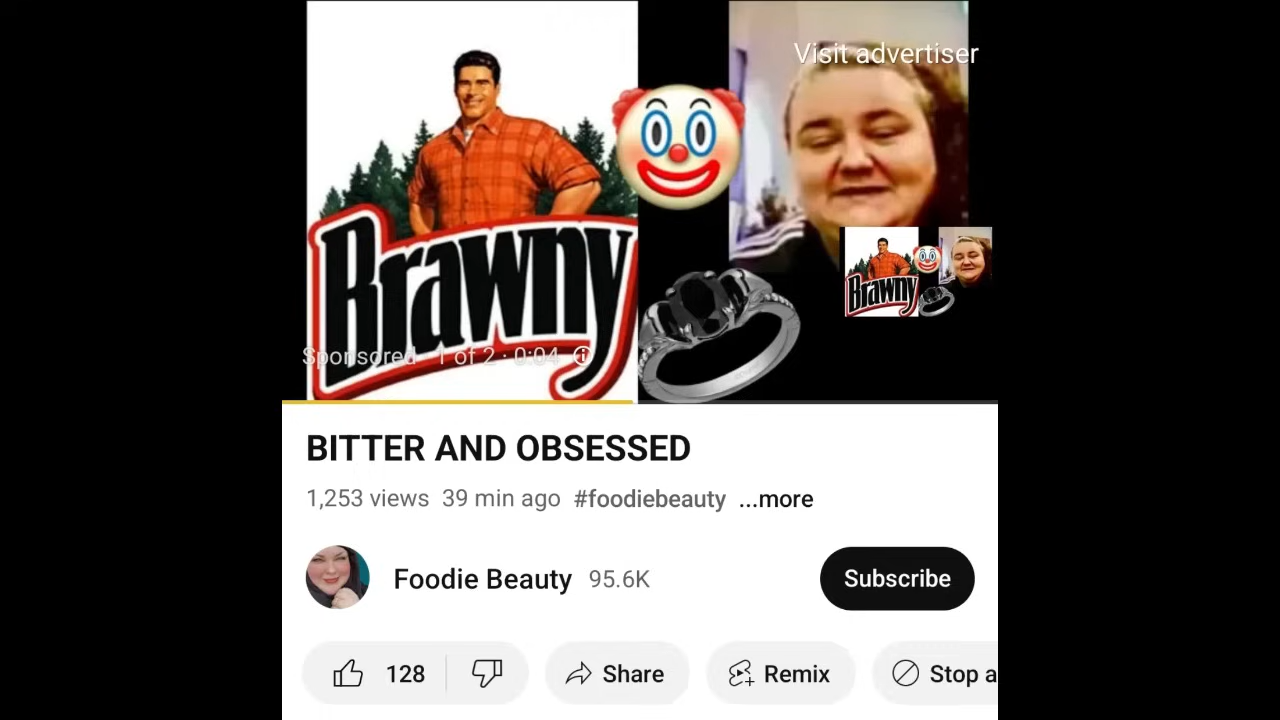 Visit advertiser
Brawny
Brawny
Sponsored · 1 of 2 · 0:04
BITTER AND OBSESSED
1,253 views 39 min ago #foodiebeauty ...more
Foodie Beauty 95.6K
Subscribe
128
Share
Remix
Stop a